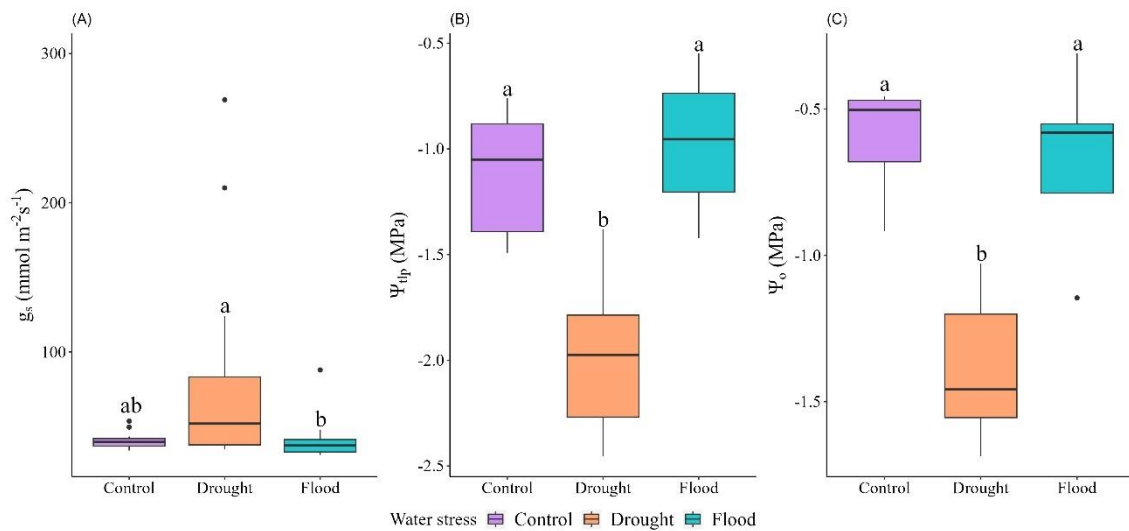 (A)
300
200
100
gₛ (mmol m⁻²s⁻¹)
ab
a
b
Control Drought Flood
(B)
-0.5
-1.0
-1.5
-2.0
-2.5
Ψₜₗₚ (MPa)
a
b
a
Control Drought Flood
(C)
-0.5
-1.0
-1.5
Ψₒ (MPa)
a
b
a
Control Drought Flood
Water stress Control Drought Flood